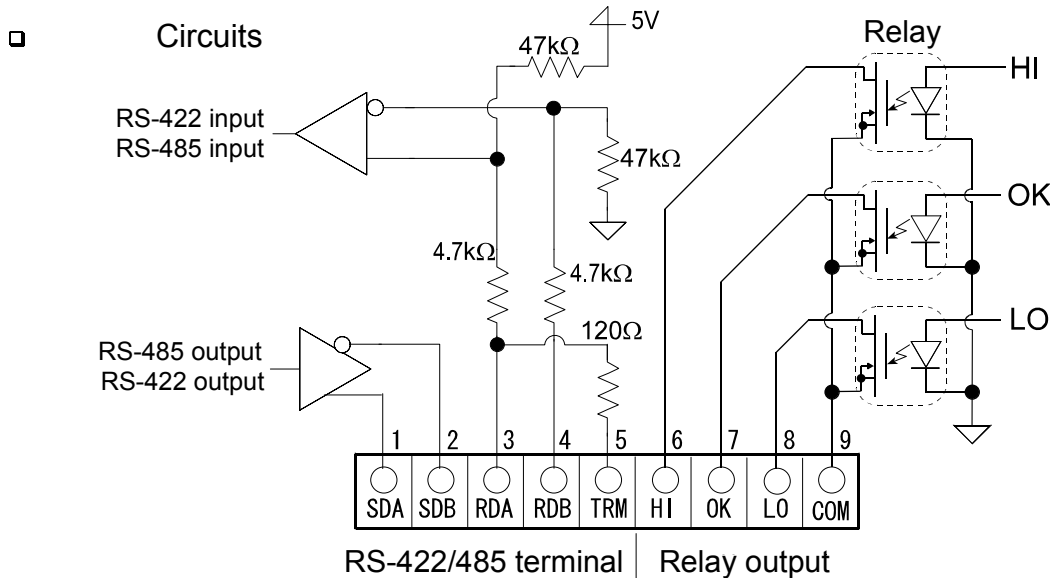 Circuits
5V
47kΩ
Relay
HI
RS-422 input
RS-485 input
47kΩ
OK
4.7kΩ
4.7kΩ
120Ω
LO
RS-485 output
RS-422 output
1 2 3 4 5 6 7 8 9
SDA SDB RDA RDB TRM HI OK LO COM
RS-422/485 terminal Relay output